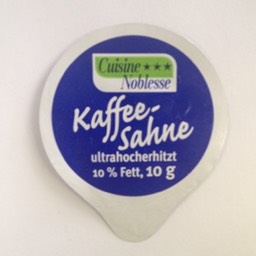 Cuisine ★★★
Noblesse
Kaffee-
Sahne
ultrahocherhitzt
10 % Fett, 10 g